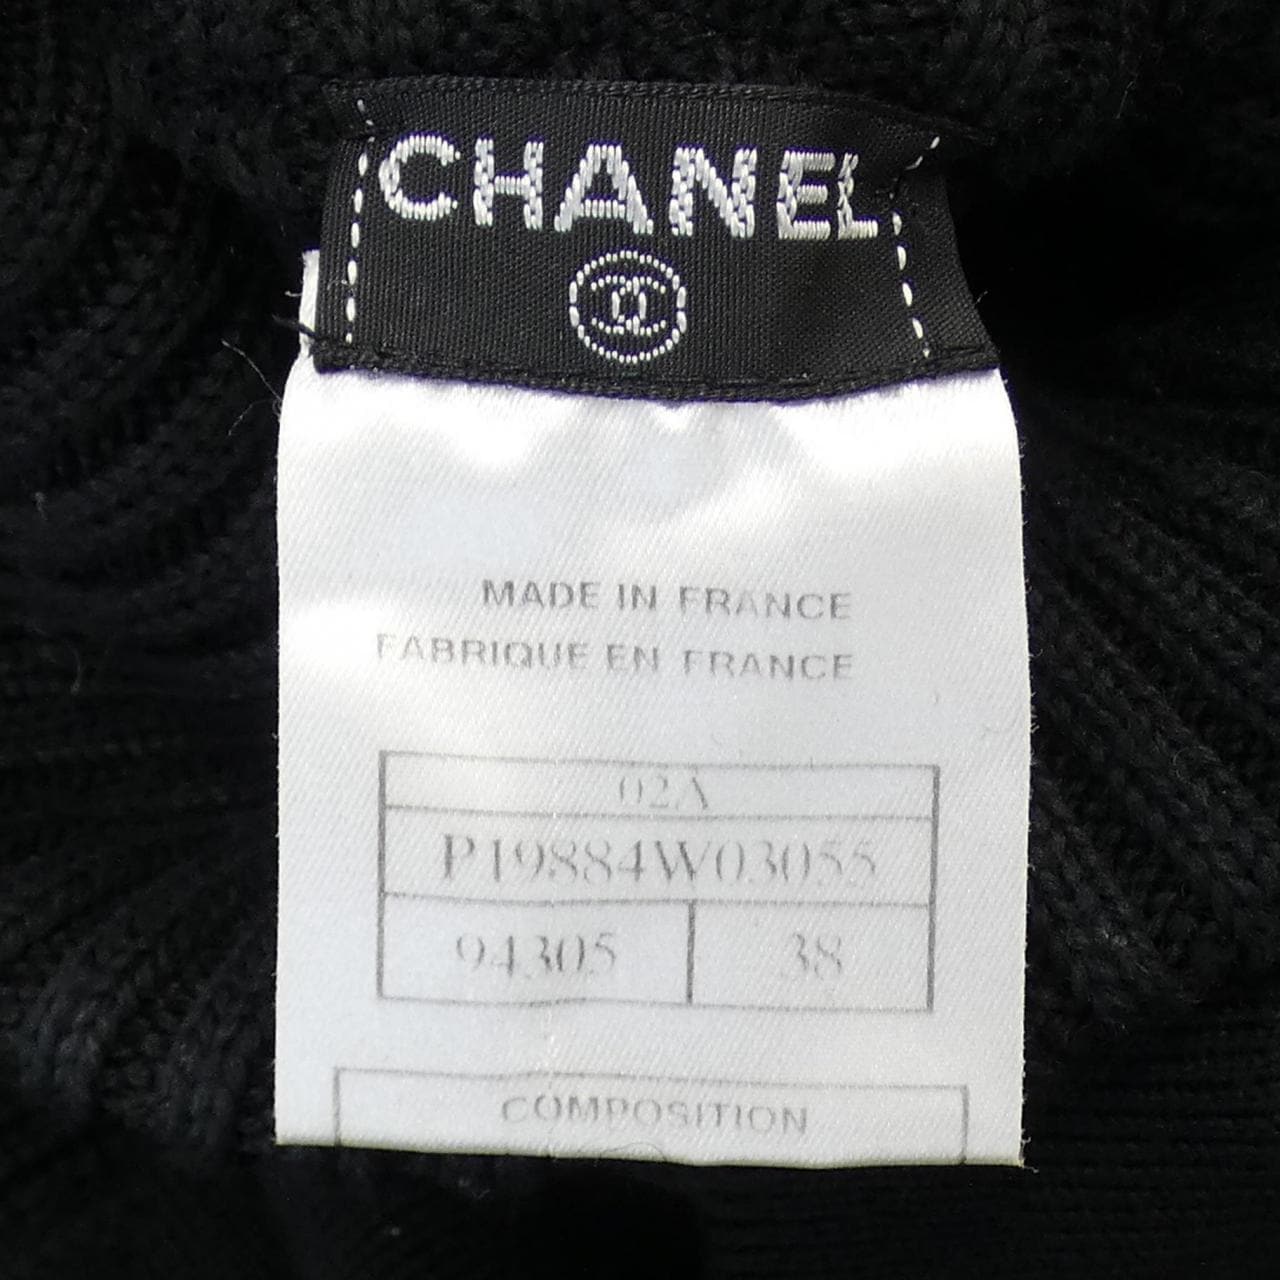 CHANEL
MADE IN FRANCE
FABRIQUE EN FRANCE
02A
P19884W03055
94305 38
COMPOSITION